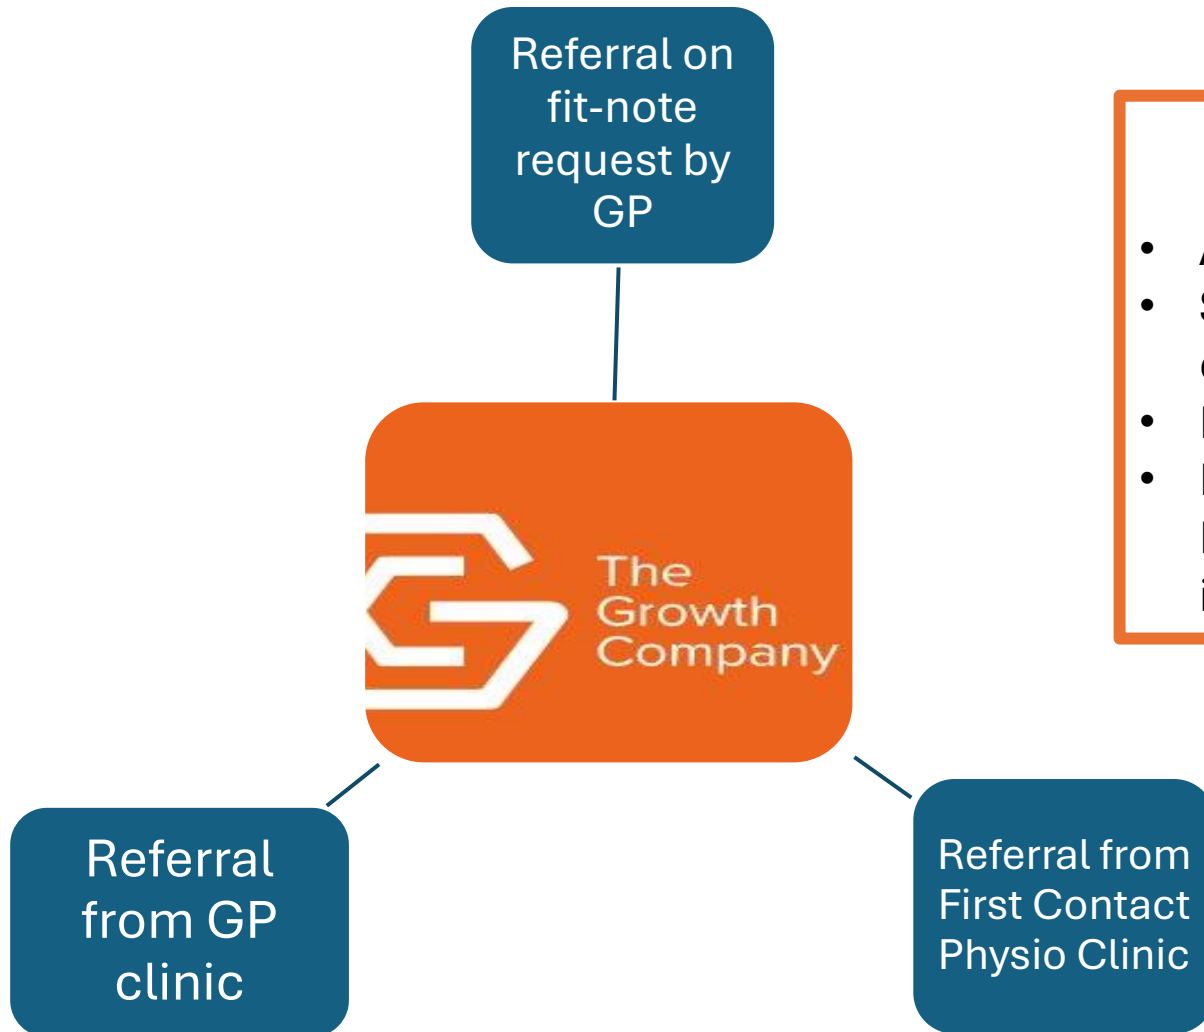 Referral on
fit-note
request by
GP
The
Growth
Company
Referral
from GP
clinic
Referral from
First Contact
Physio Clinic